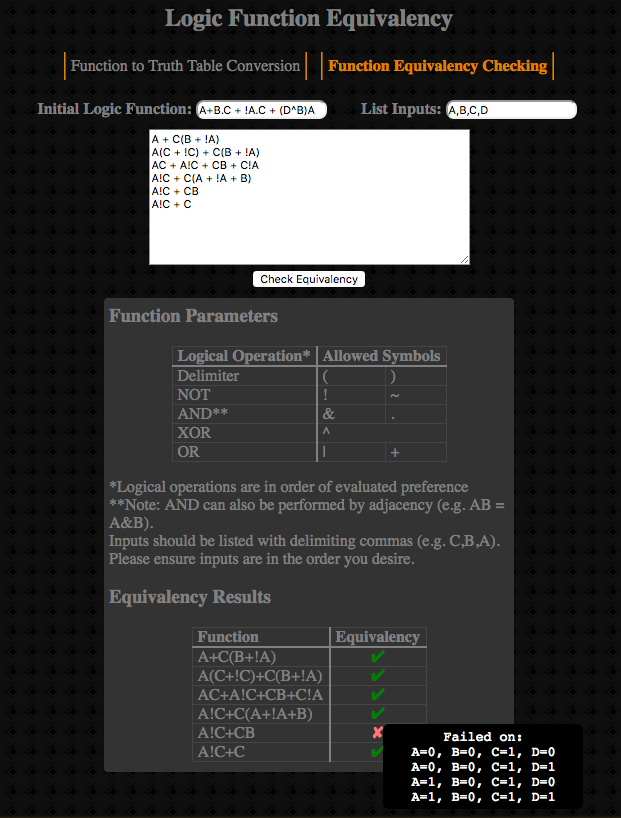 Logic Function Equivalency
Function to Truth Table Conversion Function Equivalency Checking
Initial Logic Function: A+B.C + !A.C + (D^B)A List Inputs: A,B,C,D
A + C(B + !A)
A(C + !C) + C(B + !A)
AC + A!C + CB + C!A
A!C + C(A + !A + B)
A!C + CB
A!C + C
Check Equivalency
Function Parameters
Logical Operation* Allowed Symbols
Delimiter ( )
NOT ! ~
AND** & .
XOR ^
OR | +
*Logical operations are in order of evaluated preference
**Note: AND can also be performed by adjacency (e.g. AB =
A&B).
Inputs should be listed with delimiting commas (e.g. C,B,A).
Please ensure inputs are in the order you desire.
Equivalency Results
Function Equivalency
A+C(B+!A) ✔
A(C+!C)+C(B+!A) ✔
AC+A!C+CB+C!A ✔
A!C+C(A+!A+B) ✔
A!C+CB ✘
A!C+C ✔
Failed on:
A=0, B=0, C=1, D=0
A=0, B=0, C=1, D=1
A=1, B=0, C=1, D=0
A=1, B=0, C=1, D=1